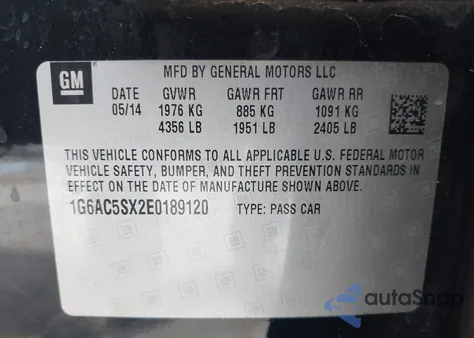 GM
MFD BY GENERAL MOTORS LLC
DATE GVWR GAWR FRT GAWR RR
05/14 1976 KG 885 KG 1091 KG
4356 LB 1951 LB 2405 LB
THIS VEHICLE CONFORMS TO ALL APPLICABLE U.S. FEDERAL MOTOR
VEHICLE SAFETY, BUMPER, AND THEFT PREVENTION STANDARDS IN
EFFECT ON THE DATE OF MANUFACTURE SHOWN ABOVE.
1G6AC5SX2E0189120 TYPE: PASS CAR
autoSnap